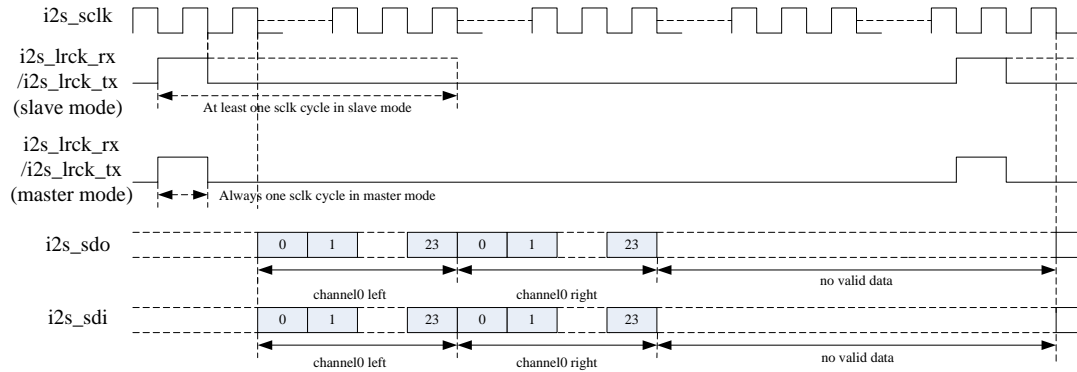 i2s_sclk
i2s_lrck_rx
/i2s_lrck_tx
(slave mode)
At least one sclk cycle in slave mode
i2s_lrck_rx
/i2s_lrck_tx
(master mode)
Always one sclk cycle in master mode
i2s_sdo
0 1 23 0 1 23
channel0 left channel0 right no valid data
i2s_sdi
0 1 23 0 1 23
channel0 left channel0 right no valid data